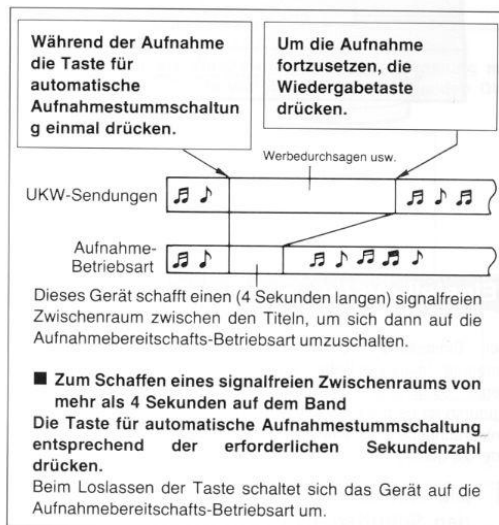 Während der Aufnahme
die Taste für
automatische
Aufnahmestummschaltun
g einmal drücken.
Um die Aufnahme
fortzusetzen, die
Wiedergabetaste
drücken.
Werbedurchsagen usw.
UKW-Sendungen
Aufnahme-
Betriebsart
Dieses Gerät schafft einen (4 Sekunden langen) signalfreien
Zwischenraum zwischen den Titeln, um sich dann auf die
Aufnahmebereitschafts-Betriebsart umzuschalten.
■ Zum Schaffen eines signalfreien Zwischenraums von
mehr als 4 Sekunden auf dem Band
Die Taste für automatische Aufnahmestummschaltung
entsprechend der erforderlichen Sekundenzahl
drücken.
Beim Loslassen der Taste schaltet sich das Gerät auf die
Aufnahmebereitschafts-Betriebsart um.